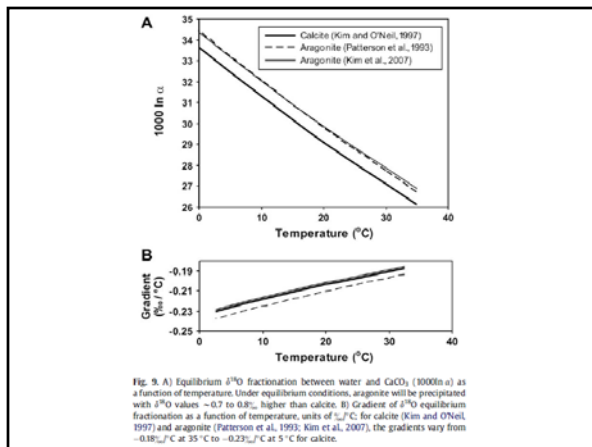 A
35
34
33
32
31
30
29
28
27
26
1000 ln α
Calcite (Kim and O'Neil, 1997)
Aragonite (Patterson et al., 1993)
Aragonite (Kim et al., 2007)
0 10 20 30 40
Temperature (°C)
B
-0.19
-0.21
-0.23
-0.25
Gradient
(‰ / °C)
0 10 20 30 40
Temperature (°C)
Fig. 9. A) Equilibrium δ¹⁸O fractionation between water and CaCO₃ (1000ln α) as
a function of temperature. Under equilibrium conditions, aragonite will be precipitated
with δ¹⁸O values ~0.7 to 0.8‰ higher than calcite. B) Gradient of δ¹⁸O equilibrium
fractionation as a function of temperature, units of ‰/°C; for calcite (Kim and O'Neil,
1997) and aragonite (Patterson et al., 1993; Kim et al., 2007), the gradients vary from
−0.18‰/°C at 35 °C to −0.23‰/°C at 5 °C for calcite.